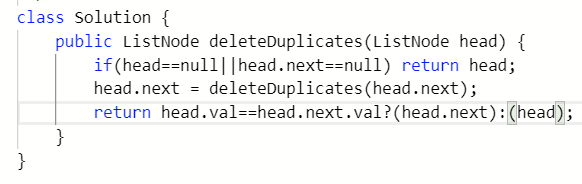 class Solution {
    public ListNode deleteDuplicates(ListNode head) {
        if(head==null||head.next==null) return head;
        head.next = deleteDuplicates(head.next);
        return head.val==head.next.val?(head.next):(head);
    }
}